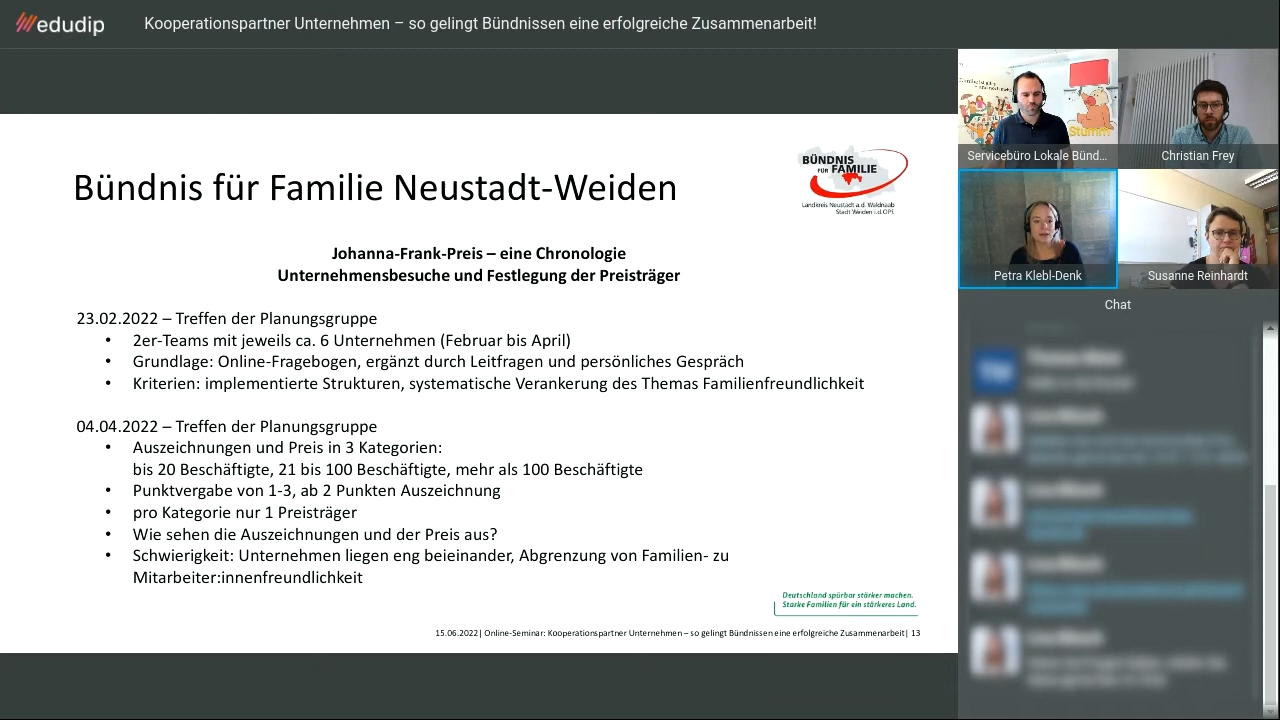 edudip
Kooperationspartner Unternehmen – so gelingt Bündnissen eine erfolgreiche Zusammenarbeit!
Bündnis für Familie Neustadt-Weiden
BÜNDNIS
FÜR FAMILIE
Landkreis Neustadt a.d. Waldnaab
Stadt Weiden i.d.OPf.
Johanna-Frank-Preis – eine Chronologie
Unternehmensbesuche und Festlegung der Preisträger
23.02.2022 – Treffen der Planungsgruppe
• 2er-Teams mit jeweils ca. 6 Unternehmen (Februar bis April)
• Grundlage: Online-Fragebogen, ergänzt durch Leitfragen und persönliches Gespräch
• Kriterien: implementierte Strukturen, systematische Verankerung des Themas Familienfreundlichkeit
04.04.2022 – Treffen der Planungsgruppe
• Auszeichnungen und Preis in 3 Kategorien:
bis 20 Beschäftigte, 21 bis 100 Beschäftigte, mehr als 100 Beschäftigte
• Punktvergabe von 1-3, ab 2 Punkten Auszeichnung
• pro Kategorie nur 1 Preisträger
• Wie sehen die Auszeichnungen und der Preis aus?
• Schwierigkeit: Unternehmen liegen eng beieinander, Abgrenzung von Familien- zu
Mitarbeiter:innenfreundlichkeit
Deutschland spürbar stärker machen.
Starke Familien für ein stärkeres Land.
15.06.2022| Online-Seminar: Kooperationspartner Unternehmen – so gelingt Bündnissen eine erfolgreiche Zusammenarbeit| 13
Stumm
Servicebüro Lokale Bünd...
Christian Frey
Petra Klebl-Denk
Susanne Reinhardt
Chat